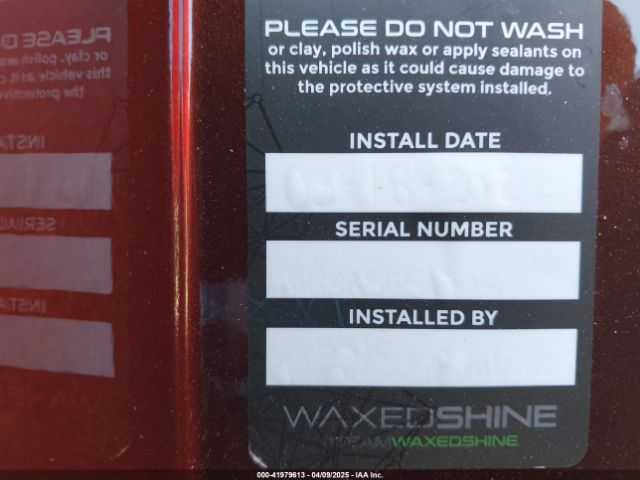 PLEASE DO NOT WASH
or clay, polish wax or apply sealants on
this vehicle as it could cause damage to
the protective system installed.
INSTALL DATE
SERIAL NUMBER
INSTALLED BY
WAXEDSHINE
#TEAMWAXEDSHINE
000-41979613 - 04/09/2025 - IAA Inc.